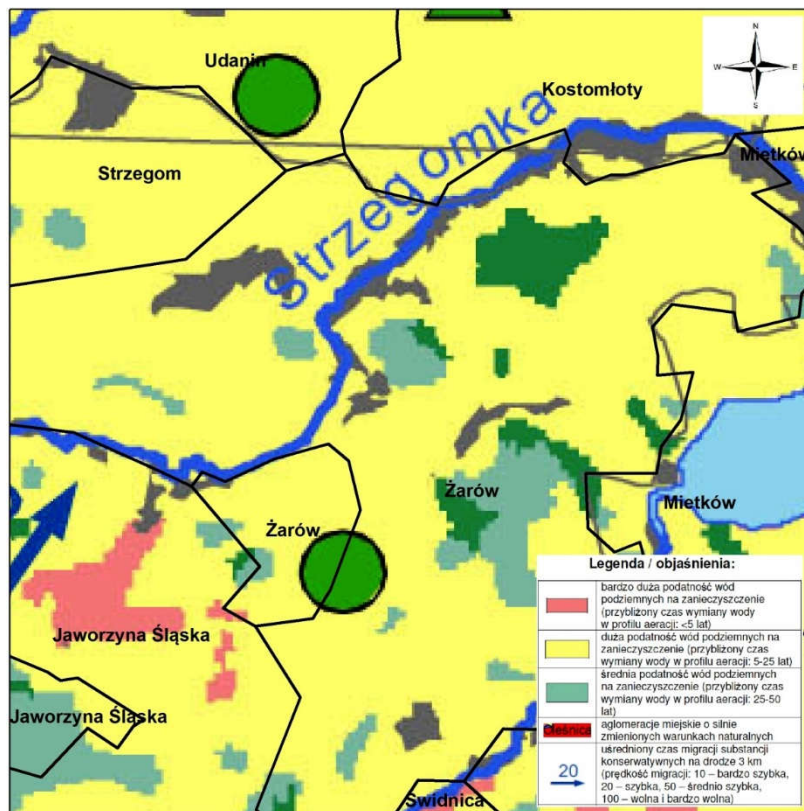 N
W E
S
Udanin
Kostomłoty
Mietków
Strzegom
Strzegomka
Żarów
Żarów
Mietków
Jaworzyna Śląska
Jaworzyna Śląska
Świdnica
Legenda / objaśnienia:
bardzo duża podatność wód
podziemnych na zanieczyszczenie
(przybliżony czas wymiany wody
w profilu aeracji: <5 lat)
duża podatność wód podziemnych na
zanieczyszczenie (przybliżony czas
wymiany wody w profilu aeracji: 5-25 lat)
średnia podatność wód podziemnych
na zanieczyszczenie (przybliżony czas
wymiany wody w profilu aeracji: 25-50
lat)
Oleśnica
aglomeracje miejskie o silnie
zmienionych warunkach naturalnych
20
uśredniony czas migracji substancji
konserwatywnych na drodze 3 km
(prędkość migracji: 10 – bardzo szybka,
20 – szybka, 50 – średnio szybka,
100 – wolna i bardzo wolna)